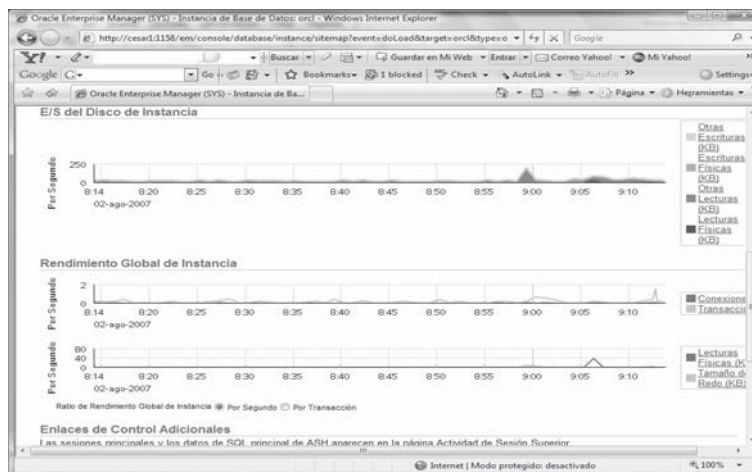 Oracle Enterprise Manager (SYS) - Instancia de Base de Datos: orcl - Windows Internet Explorer
http://cesar1:1158/em/console/database/instance/sitemap?event=doLoad&target=orcl&type=o
Google
Y!
Buscar
Guardar en Mi Web
Entrar
Correo Yahoo!
Mi Yahoo!
Google
G
Go
Bookmarks
1 blocked
Check
AutoLink
AutoFill
Settings
Oracle Enterprise Manager (SYS) - Instancia de Ba...
Página
Herramientas
E/S del Disco de Instancia
Por Segundo
250
0
8:14 8:20 8:25 8:30 8:35 8:40 8:45 8:50 8:55 9:00 9:05 9:10
02-ago-2007
Otras
Escrituras
(KB)
Escrituras
Físicas
(KB)
Otras
Lecturas
(KB)
Lecturas
Físicas
(KB)
Rendimiento Global de Instancia
Por Segundo
2
0
8:14 8:20 8:25 8:30 8:35 8:40 8:45 8:50 8:55 9:00 9:05 9:10
02-ago-2007
Conexione
Transacció
Por Segundo
80
40
0
8:14 8:20 8:25 8:30 8:35 8:40 8:45 8:50 8:55 9:00 9:05 9:10
02-ago-2007
Lecturas
Físicas (K
Tamaño d
Redo (KB)
Ratio de Rendimiento Global de Instancia Por Segundo Por Transacción
Enlaces de Control Adicionales
Las sesiones principales y los datos de SQL principal de ASH aparecen en la página Actividad de Sesión Superior.
Internet | Modo protegido: desactivado
100%